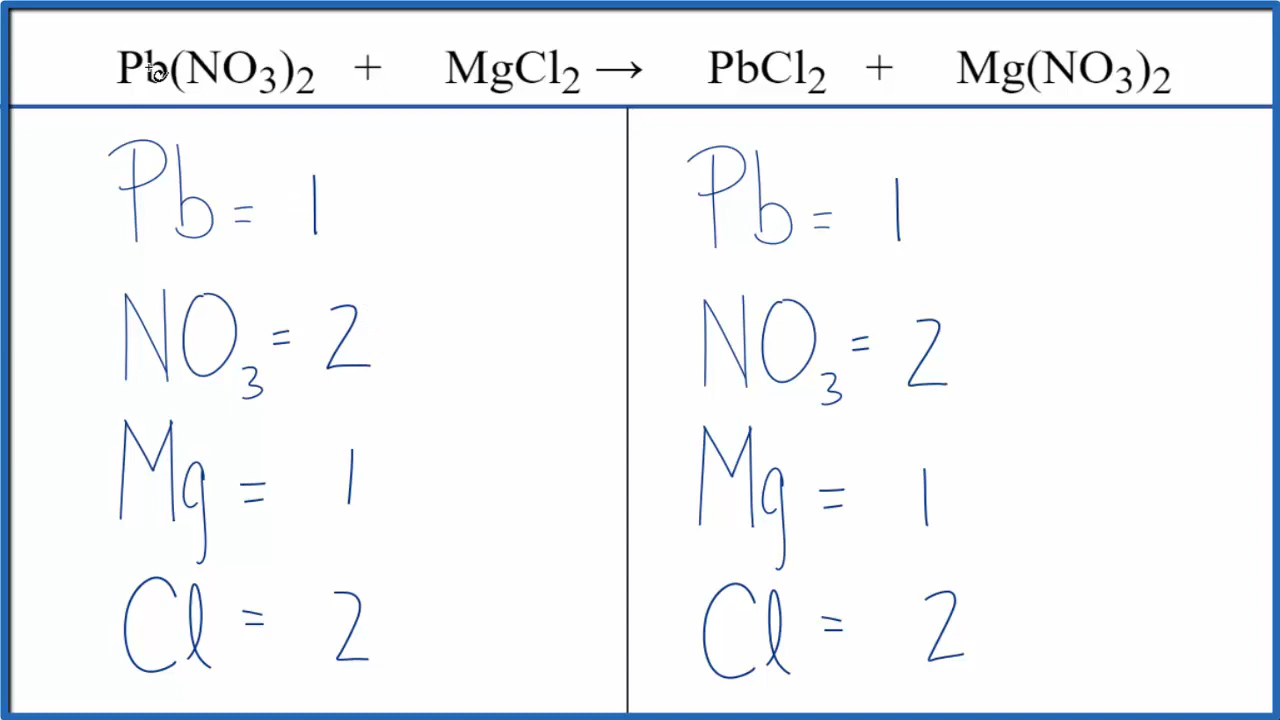 Pb(NO₃)₂ + MgCl₂ → PbCl₂ + Mg(NO₃)₂
Pb = 1
NO₃ = 2
Mg = 1
Cl = 2
Pb = 1
NO₃ = 2
Mg = 1
Cl = 2